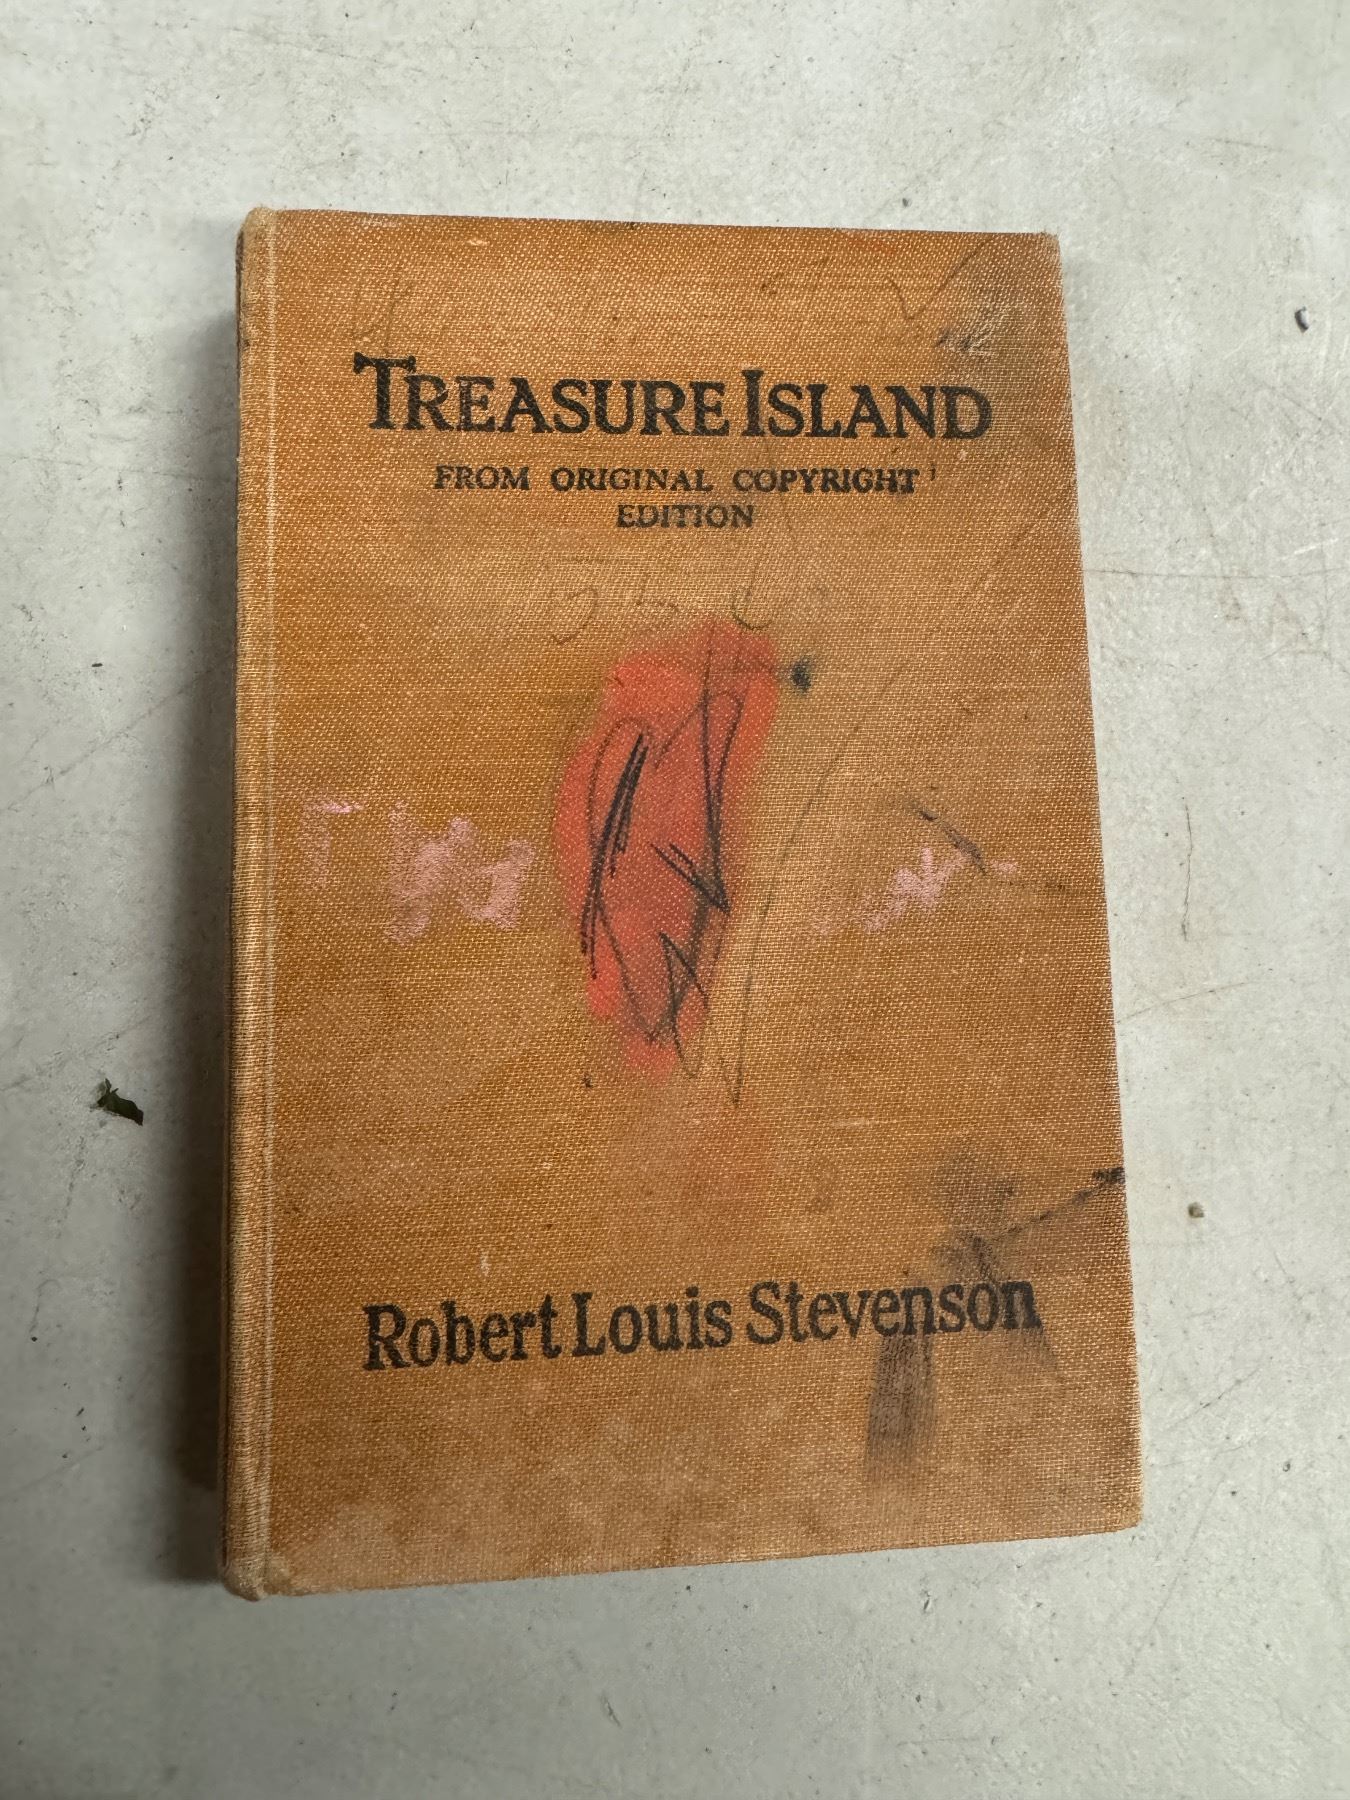 TREASURE ISLAND
FROM ORIGINAL COPYRIGHT
EDITION
Robert Louis Stevenson